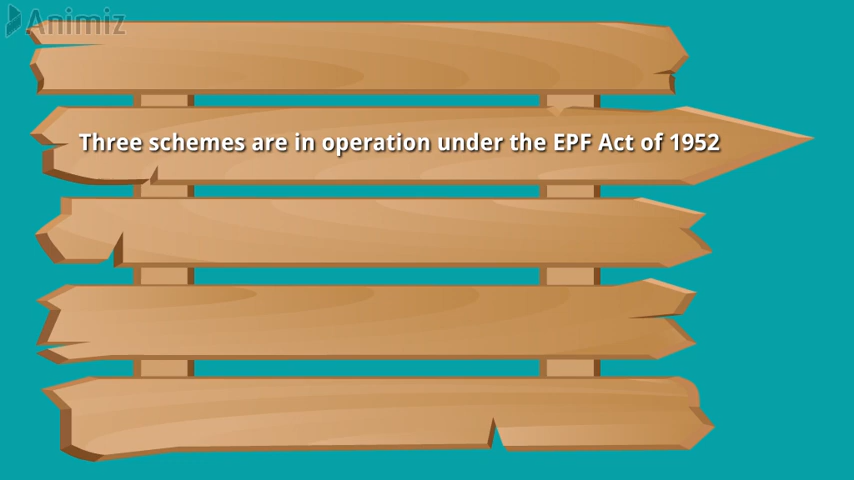 Animiz
Three schemes are in operation under the EPF Act of 1952